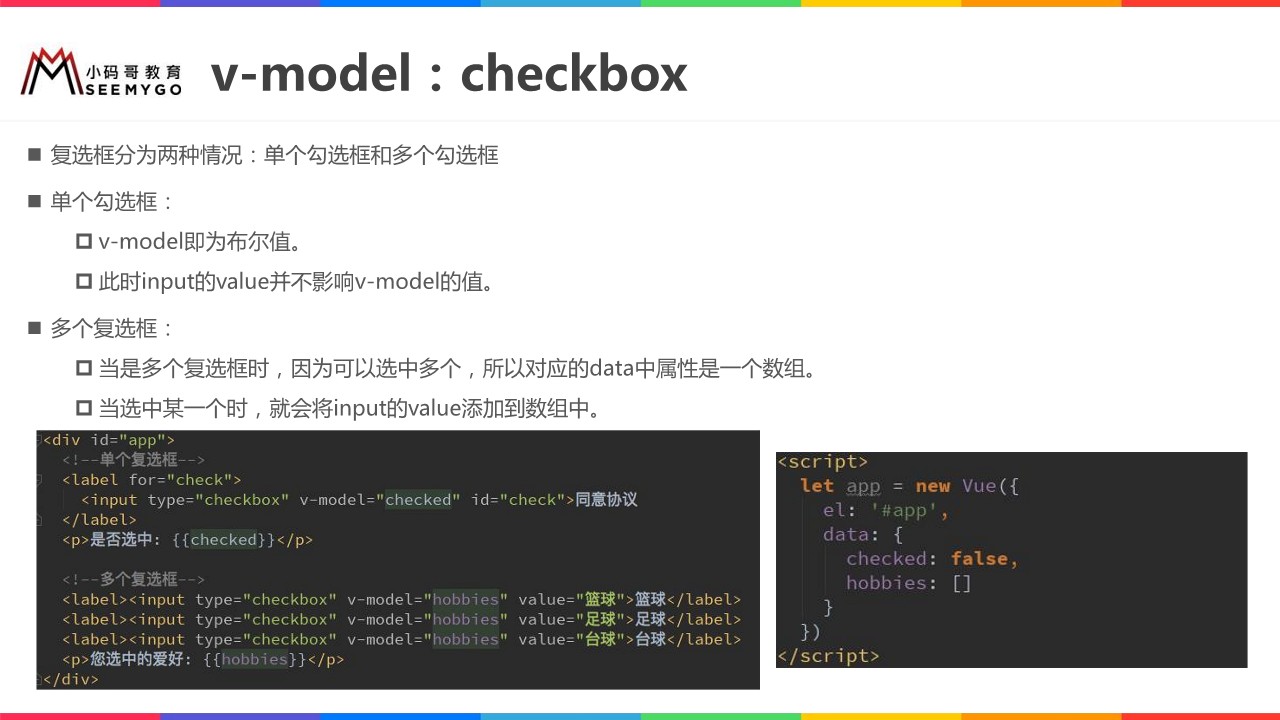 小码哥教育
SEEMYGO
v-model：checkbox
复选框分为两种情况：单个勾选框和多个勾选框
单个勾选框：
v-model即为布尔值。
此时input的value并不影响v-model的值。
多个复选框：
当是多个复选框时，因为可以选中多个，所以对应的data中属性是一个数组。
当选中某一个时，就会将input的value添加到数组中。
<div id="app">
<!--单个复选框-->
<label for="check">
<input type="checkbox" v-model="checked" id="check">同意协议
</label>
<p>是否选中: {{checked}}</p>
<!--多个复选框-->
<label><input type="checkbox" v-model="hobbies" value="篮球">篮球</label>
<label><input type="checkbox" v-model="hobbies" value="足球">足球</label>
<label><input type="checkbox" v-model="hobbies" value="台球">台球</label>
<p>您选中的爱好: {{hobbies}}</p>
</div>
<script>
let app = new Vue({
el: '#app',
data: {
checked: false,
hobbies: []
}
})
</script>